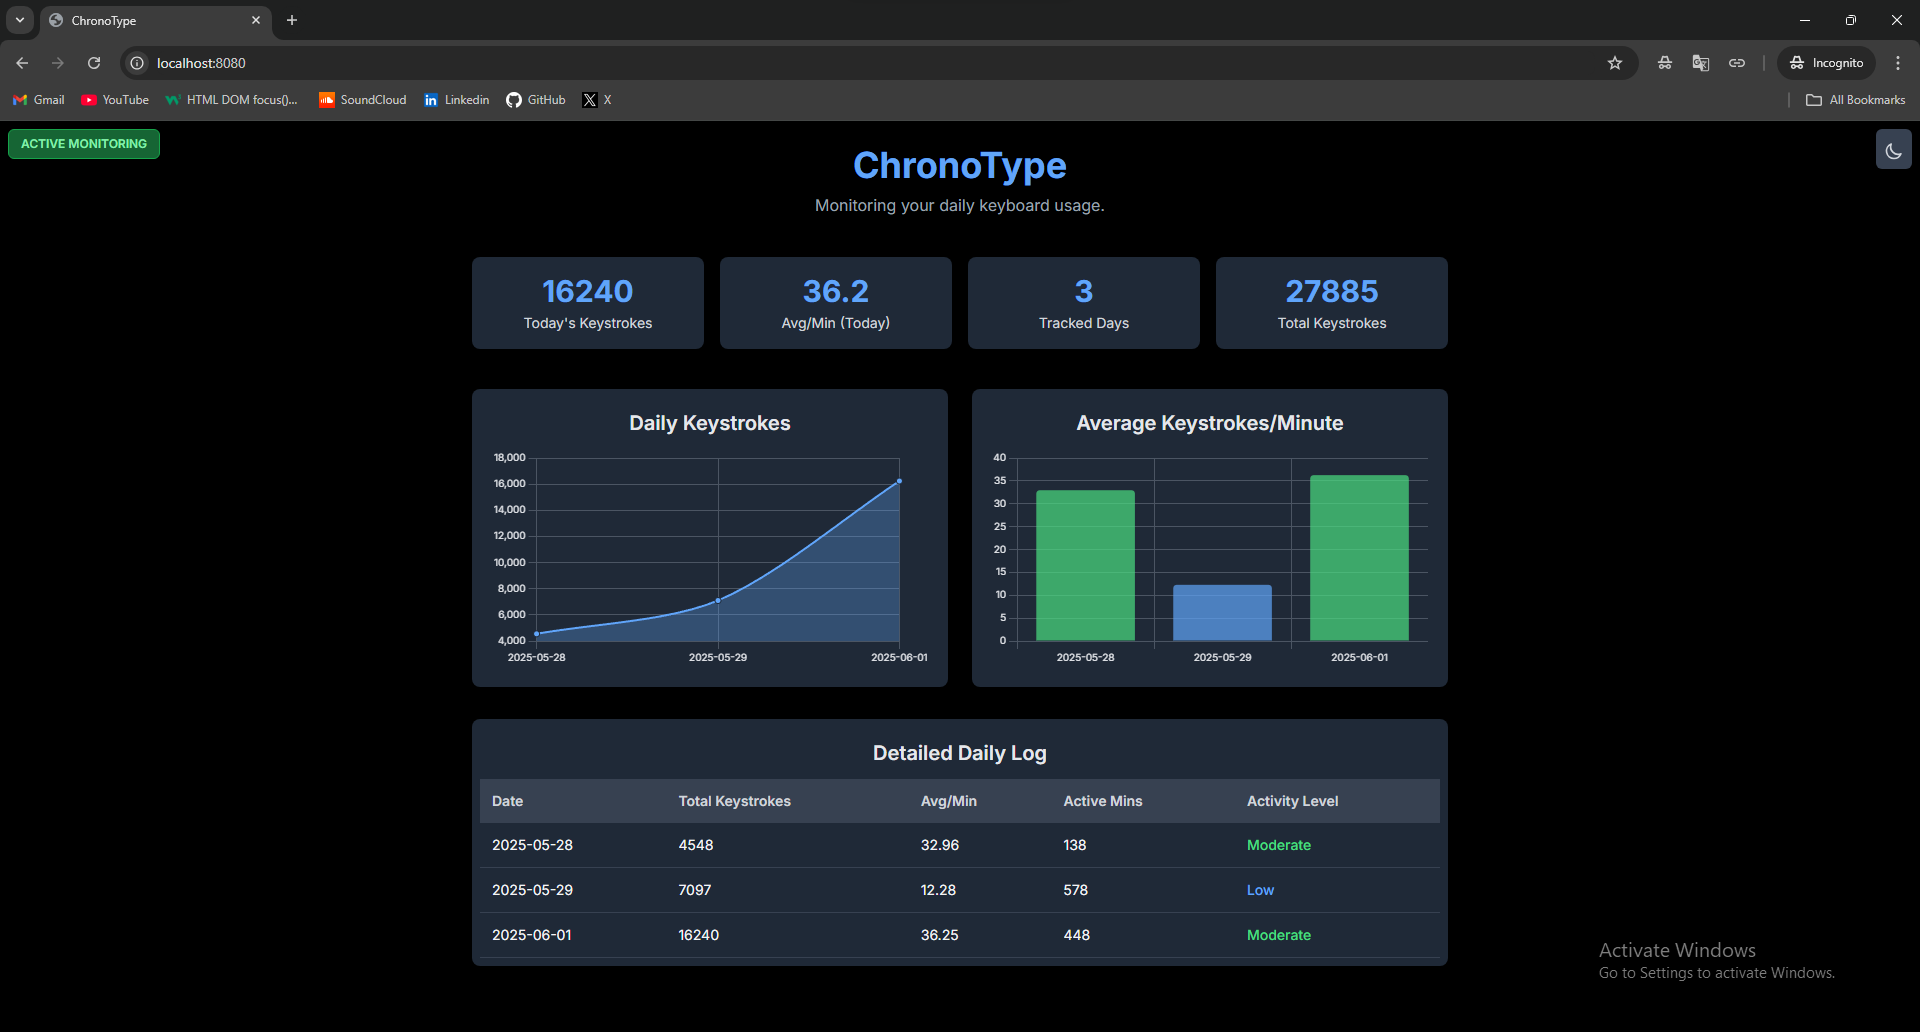 ChronoType
localhost:8080
Incognito
Gmail YouTube HTML DOM focus()... SoundCloud Linkedin GitHub X All Bookmarks
ACTIVE MONITORING
ChronoType
Monitoring your daily keyboard usage.
16240 36.2 3 27885
Today's Keystrokes Avg/Min (Today) Tracked Days Total Keystrokes
Daily Keystrokes
18,000
16,000
14,000
12,000
10,000
8,000
6,000
4,000
2025-05-28 2025-05-29 2025-06-01
Average Keystrokes/Minute
40
35
30
25
20
15
10
5
0
2025-05-28 2025-05-29 2025-06-01
Detailed Daily Log
Date Total Keystrokes Avg/Min Active Mins Activity Level
2025-05-28 4548 32.96 138 Moderate
2025-05-29 7097 12.28 578 Low
2025-06-01 16240 36.25 448 Moderate
Activate Windows
Go to Settings to activate Windows.